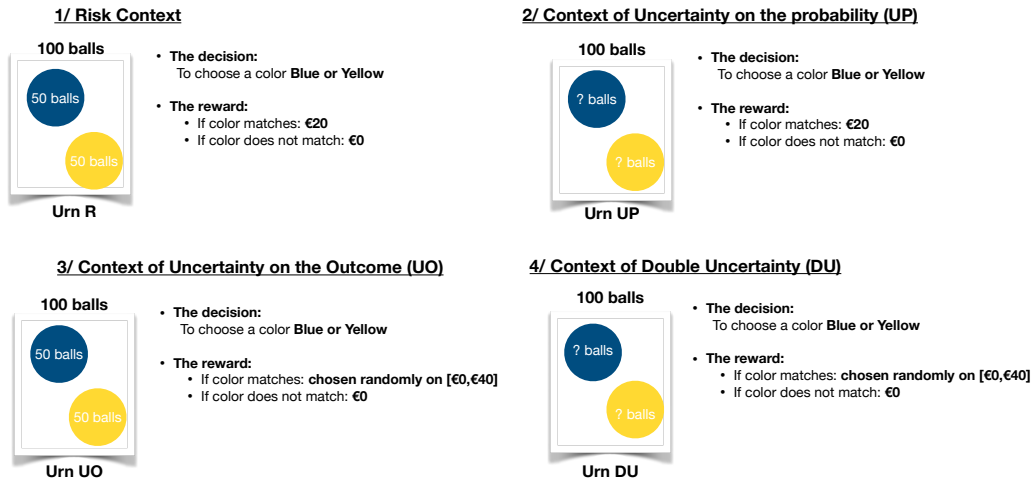 1/ Risk Context
100 balls
50 balls
50 balls
Urn R
• The decision:
To choose a color Blue or Yellow
• The reward:
• If color matches: €20
• If color does not match: €0
2/ Context of Uncertainty on the probability (UP)
100 balls
? balls
? balls
Urn UP
• The decision:
To choose a color Blue or Yellow
• The reward:
• If color matches: €20
• If color does not match: €0
3/ Context of Uncertainty on the Outcome (UO)
100 balls
50 balls
50 balls
Urn UO
• The decision:
To choose a color Blue or Yellow
• The reward:
• If color matches: chosen randomly on [€0,€40]
• If color does not match: €0
4/ Context of Double Uncertainty (DU)
100 balls
? balls
? balls
Urn DU
• The decision:
To choose a color Blue or Yellow
• The reward:
• If color matches: chosen randomly on [€0,€40]
• If color does not match: €0